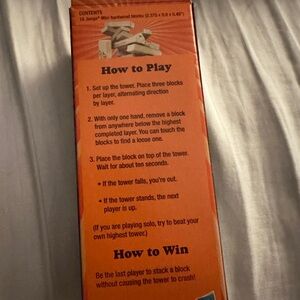 CONTENTS
How to Play
1. Set up the tower. Place three blocks
per layer, alternating direction
by layer.
2. With only one hand, remove a block
from anywhere below the highest
completed layer. You can touch the
blocks to find a loose one.
3. Place the block on top of the tower.
Wait for about ten seconds.
• If the tower falls, you're out.
• If the tower stands, the next
player is up.
(If you are playing solo, try to beat your
own highest tower.)
How to Win
Be the last player to stack a block
without causing the tower to crash!